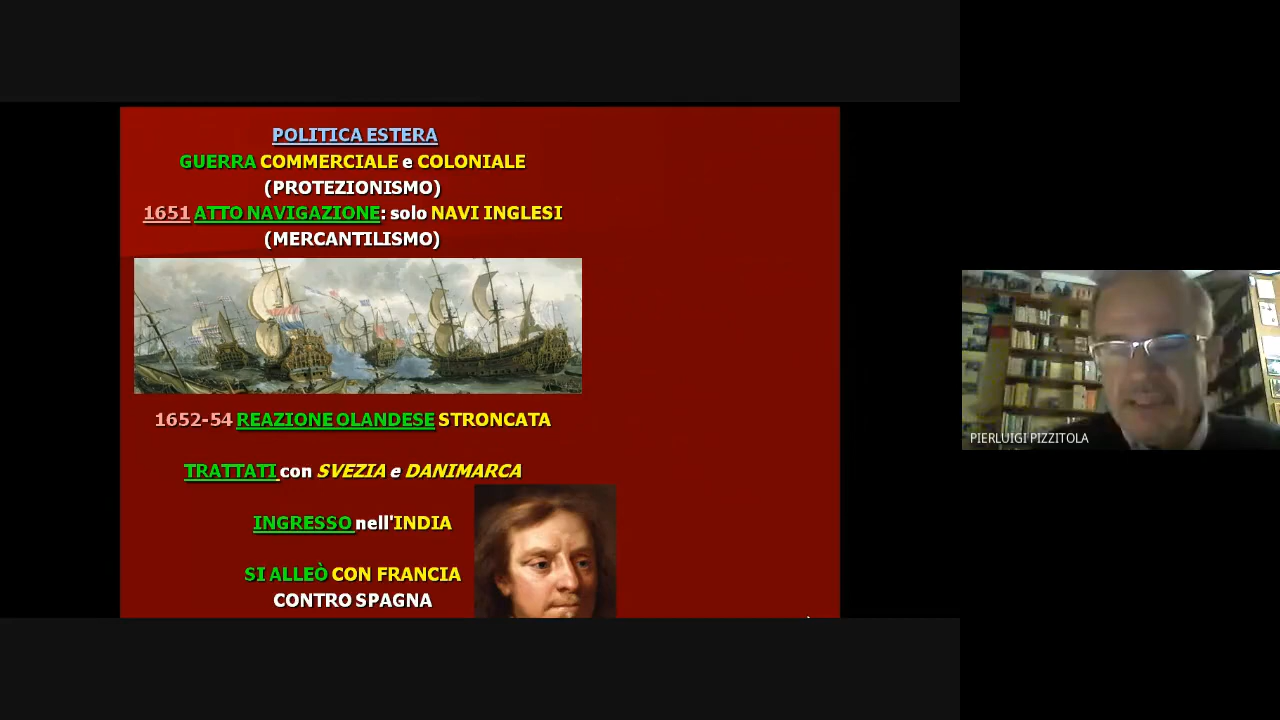 POLITICA ESTERA
GUERRA COMMERCIALE e COLONIALE
(PROTEZIONISMO)
1651 ATTO NAVIGAZIONE: solo NAVI INGLESI
(MERCANTILISMO)
1652-54 REAZIONE OLANDESE STRONCATA
TRATTATI con SVEZIA e DANIMARCA
INGRESSO nell'INDIA
SI ALLEÒ CON FRANCIA
CONTRO SPAGNA
PIERLUIGI PIZZITOLA